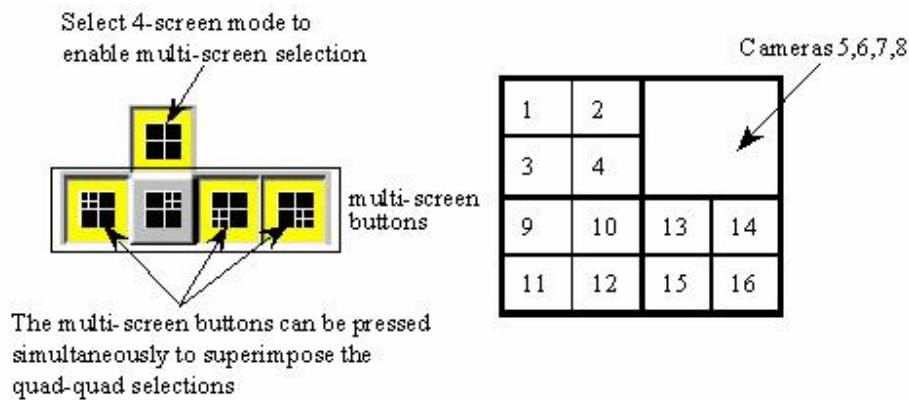 Select 4-screen mode to
enable multi-screen selection
Cameras 5,6,7,8
1 2
3 4
multi-screen
buttons
9 10 13 14
11 12 15 16
The multi-screen buttons can be pressed
simultaneously to superimpose the
quad-quad selections